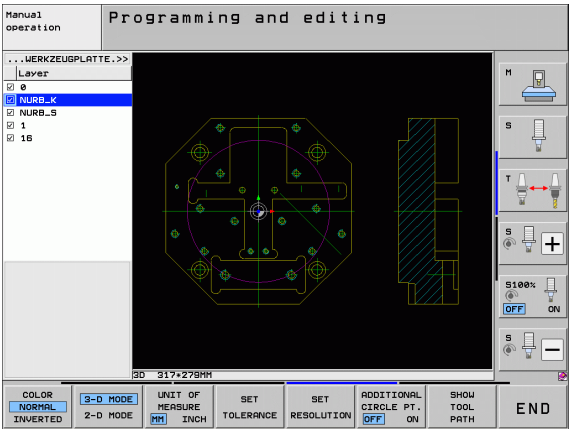 Manual
operation
Programming and editing
...WERKZEUGPLATTE.>>
Layer
0
NURB_K
NURB_S
1
16
M
S
T
S
+
S100%
OFF ON
S
−
3D 317*279MM
COLOR
NORMAL
INVERTED
3-D MODE
2-D MODE
UNIT OF
MEASURE
MM INCH
SET
TOLERANCE
SET
RESOLUTION
ADDITIONAL
CIRCLE PT.
OFF ON
SHOW
TOOL
PATH
END